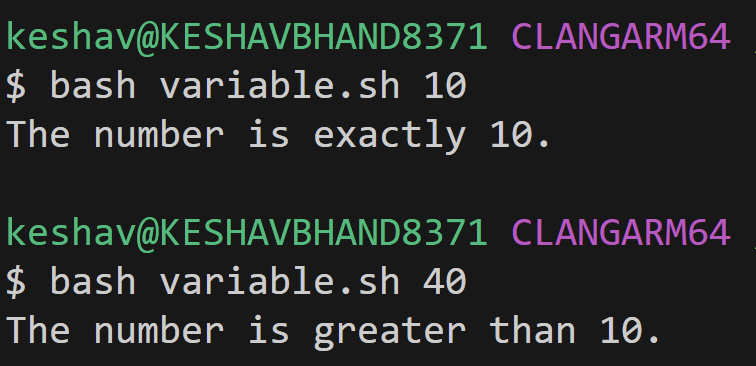 keshav@KESHAVBHAND8371 CLANGARM64
$ bash variable.sh 10
The number is exactly 10.
keshav@KESHAVBHAND8371 CLANGARM64
$ bash variable.sh 40
The number is greater than 10.